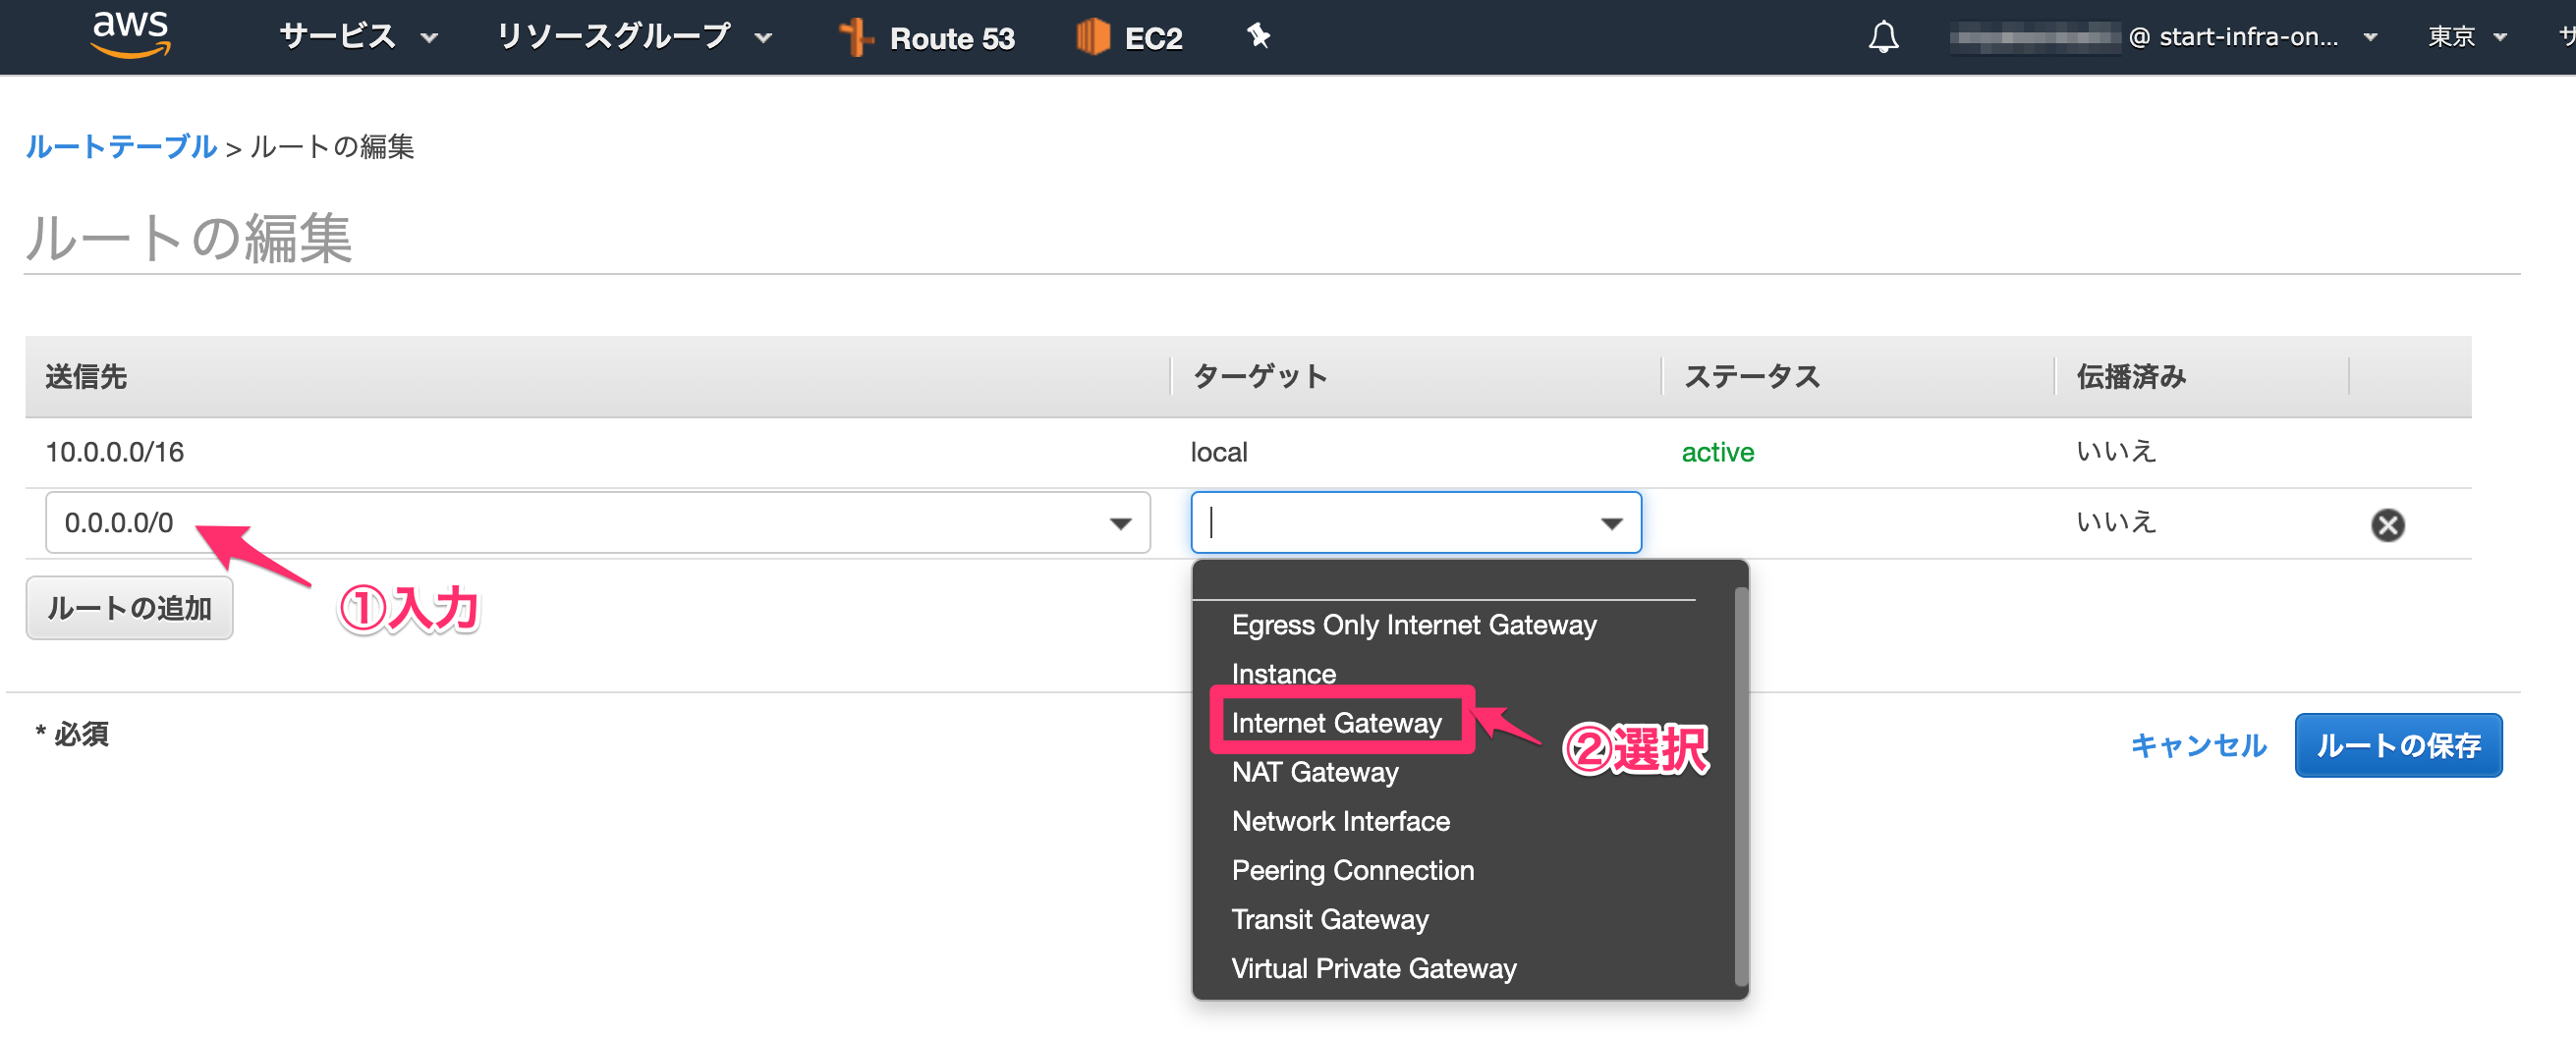 aws サービス リソースグループ Route 53 EC2 @ start-infra-on... 東京
ルートテーブル > ルートの編集
ルートの編集
送信先 ターゲット ステータス 伝播済み
10.0.0.0/16 local active いいえ
0.0.0.0/0 いいえ
ルートの追加
①入力
Egress Only Internet Gateway
Instance
Internet Gateway
②選択
NAT Gateway
Network Interface
Peering Connection
Transit Gateway
Virtual Private Gateway
* 必須
キャンセル ルートの保存